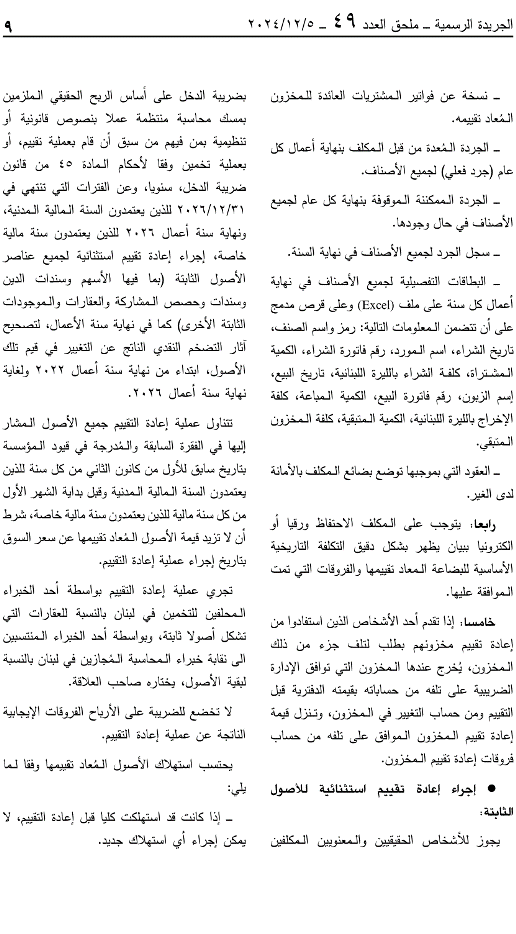 الجريدة الرسمية ــ ملحق العدد ٤٩ ــ ٢٠٢٤/١٢/٥
٩
ــ نسخة عن فواتير المشتريات العائدة للمخزون
المُعاد تقييمه.
ــ الجردة المُعدة من قبل المكلف بنهاية أعمال كل
عام (جرد فعلي) لجميع الأصناف.
ــ الجردة الممكننة الموقوفة بنهاية كل عام لجميع
الأصناف في حال وجودها.
ــ سجل الجرد لجميع الأصناف في نهاية السنة.
ــ البطاقات التفصيلية لجميع الأصناف في نهاية
أعمال كل سنة على ملف (Excel) وعلى قرص مدمج
على أن تتضمن المعلومات التالية: رمز واسم الصنف،
تاريخ الشراء، اسم المورد، رقم فاتورة الشراء، الكمية
المشتراة، كلفة الشراء بالليرة اللبنانية، تاريخ البيع،
إسم الزبون، رقم فاتورة البيع، الكمية المباعة، كلفة
الإخراج بالليرة اللبنانية، الكمية المتبقية، كلفة المخزون
المتبقي.
ــ العقود التي بموجبها توضع بضائع المكلف بالأمانة
لدى الغير.
رابعا: يتوجب على المكلف الاحتفاظ ورقيا أو
الكترونيا ببيان يظهر بشكل دقيق التكلفة التاريخية
الأساسية للبضاعة المعاد تقييمها والفروقات التي تمت
الموافقة عليها.
خامسا: إذا تقدم أحد الأشخاص الذين استفادوا من
إعادة تقييم مخزونهم بطلب لتلف جزء من ذلك
المخزون، يُخرج عندها المخزون التي توافق الإدارة
الضريبية على تلفه من حساباته بقيمته الدفترية قبل
التقييم ومن حساب التغيير في المخزون، وتنزل قيمة
إعادة تقييم المخزون الموافق على تلفه من حساب
فروقات إعادة تقييم المخزون.
● إجراء إعادة تقييم استثنائية للأصول
الثابتة:
يجوز للأشخاص الحقيقيين والمعنويين المكلفين
بضريبة الدخل على أساس الربح الحقيقي الملزمين
بمسك محاسبة منتظمة عملا بنصوص قانونية أو
تنظيمية بمن فيهم من سبق أن قام بعملية تقييم، أو
بعملية تخمين وفقا لأحكام المادة ٤٥ من قانون
ضريبة الدخل، سنويا، وعن الفترات التي تنتهي في
٢٠٢٦/١٢/٣١ للذين يعتمدون السنة المالية المدنية،
ونهاية سنة أعمال ٢٠٢٦ للذين يعتمدون سنة مالية
خاصة، إجراء إعادة تقييم استثنائية لجميع عناصر
الأصول الثابتة (بما فيها الأسهم وسندات الدين
وسندات وحصص المشاركة والعقارات والموجودات
الثابتة الأخرى) كما في نهاية سنة الأعمال، لتصحيح
آثار التضخم النقدي الناتج عن التغيير في قيم تلك
الأصول، ابتداء من نهاية سنة أعمال ٢٠٢٢ ولغاية
نهاية سنة أعمال ٢٠٢٦.
تتناول عملية إعادة التقييم جميع الأصول المشار
إليها في الفقرة السابقة والمُدرجة في قيود المؤسسة
بتاريخ سابق للأول من كانون الثاني من كل سنة للذين
يعتمدون السنة المالية المدنية وقبل بداية الشهر الأول
من كل سنة مالية للذين يعتمدون سنة مالية خاصة، شرط
أن لا تزيد قيمة الأصول المُعاد تقييمها عن سعر السوق
بتاريخ إجراء عملية إعادة التقييم.
تجري عملية إعادة التقييم بواسطة أحد الخبراء
المحلفين للتخمين في لبنان بالنسبة للعقارات التي
تشكل أصولا ثابتة، وبواسطة أحد الخبراء المنتسبين
الى نقابة خبراء المحاسبة المُجازين في لبنان بالنسبة
لبقية الأصول، يختاره صاحب العلاقة.
لا تخضع للضريبة على الأرباح الفروقات الإيجابية
الناتجة عن عملية إعادة التقييم.
يحتسب استهلاك الأصول المُعاد تقييمها وفقا لما
يلي:
ــ إذا كانت قد استهلكت كليا قبل إعادة التقييم، لا
يمكن إجراء أي استهلاك جديد.